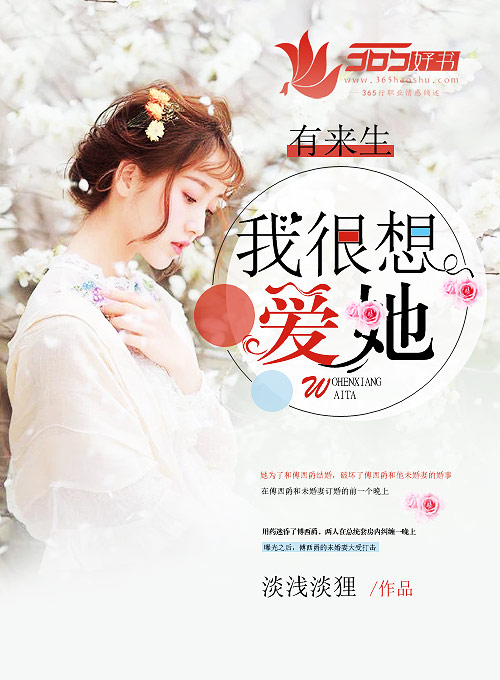 365好书
www.365haoshu.com
365行职业情感倾述
有来生
我很想
爱她
WOHENXIANG
AITA
她为了和傅西爵结婚，破坏了傅西爵和他未婚妻的婚事
在傅西爵和未婚妻订婚的前一个晚上
用药迷昏了傅西爵、两人在总统套房内纠缠一晚上
曝光之后，傅西爵的未婚妻大受打击
淡浅淡狸 /作品